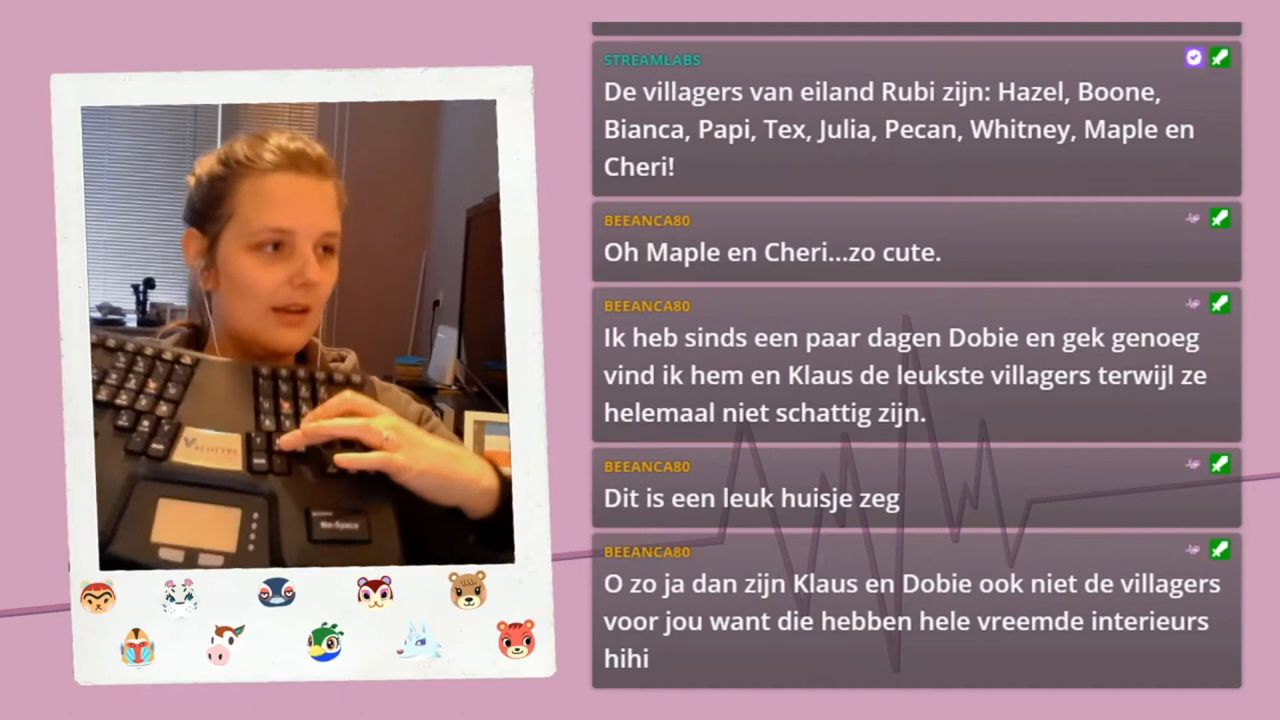 STREAMLABS
De villagers van eiland Rubi zijn: Hazel, Boone,
Bianca, Papi, Tex, Julia, Pecan, Whitney, Maple en
Cheri!
BEEANCA80
Oh Maple en Cheri...zo cute.
BEEANCA80
Ik heb sinds een paar dagen Dobie en gek genoeg
vind ik hem en Klaus de leukste villagers terwijl ze
helemaal niet schattig zijn.
BEEANCA80
Dit is een leuk huisje zeg
BEEANCA80
O zo ja dan zijn Klaus en Dobie ook niet de villagers
voor jou want die hebben hele vreemde interieurs
hihi
No-Space